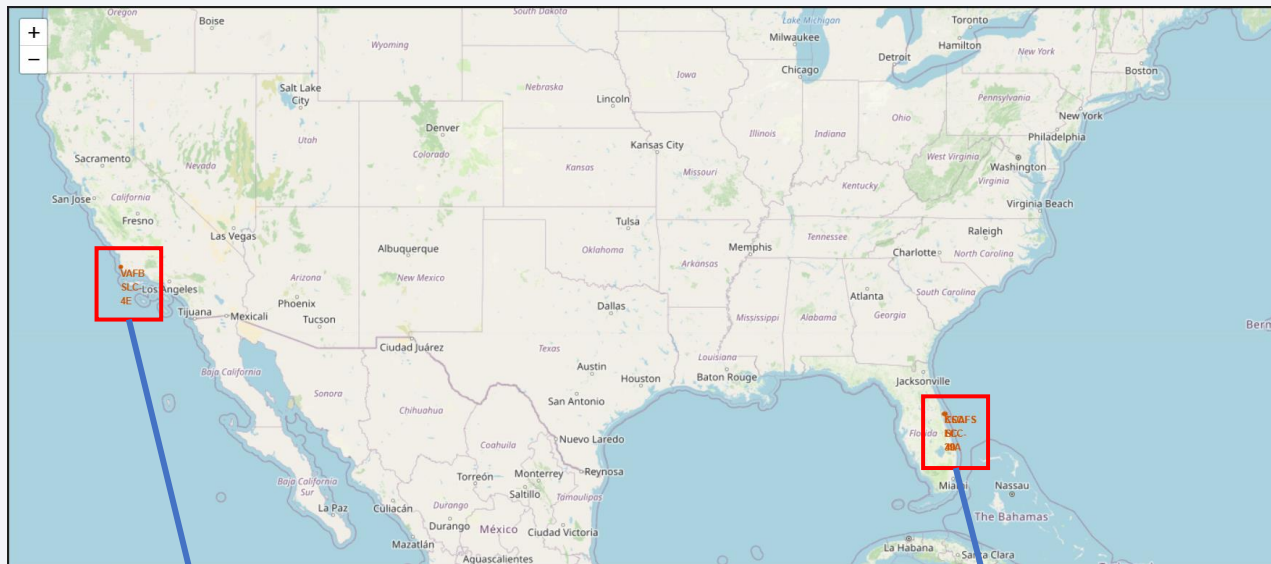 Oregon
Boise
South Dakota
Lake Michigan
Toronto
+
Wyoming
Milwaukee
Hamilton
New York
−
Detroit
Chicago
Boston
Iowa
Salt Lake
City
Nebraska
Lincoln
Pennsylvania
New York
Denver
Utah
Illinois
Indiana
Ohio
Philadelphia
Sacramento
Nevada
Colorado
Kansas City
Kansas
Missouri
West Virginia
Washington
Virginia
San Jose
California
Kentucky
Virginia Beach
Fresno
Las Vegas
Tulsa
Raleigh
Albuquerque
Oklahoma
Memphis
Tennessee
Charlotte
North Carolina
VAFB
SLC-
4E
Los Angeles
Arizona
New Mexico
Arkansas
South Carolina
Phoenix
Atlanta
Tijuana
Mexicali
Tucson
Dallas
Mississippi
Alabama
Georgia
Bern
Ciudad Juárez
Texas
Louisiana
Baja California
Sonora
Austin
Houston
Baton Rouge
Jacksonville
Chihuahua
San Antonio
Florida
Coahuila
Nuevo Laredo
Baja California
Sur
Torreón
Monterrey
Reynosa
Miami
Nassau
Saltillo
Tamaulipas
La Paz
Culiacán
Durango
The Bahamas
Durango
México
Ciudad Victoria
Mazatlán
La Habana
Santa Clara
Aguascalientes